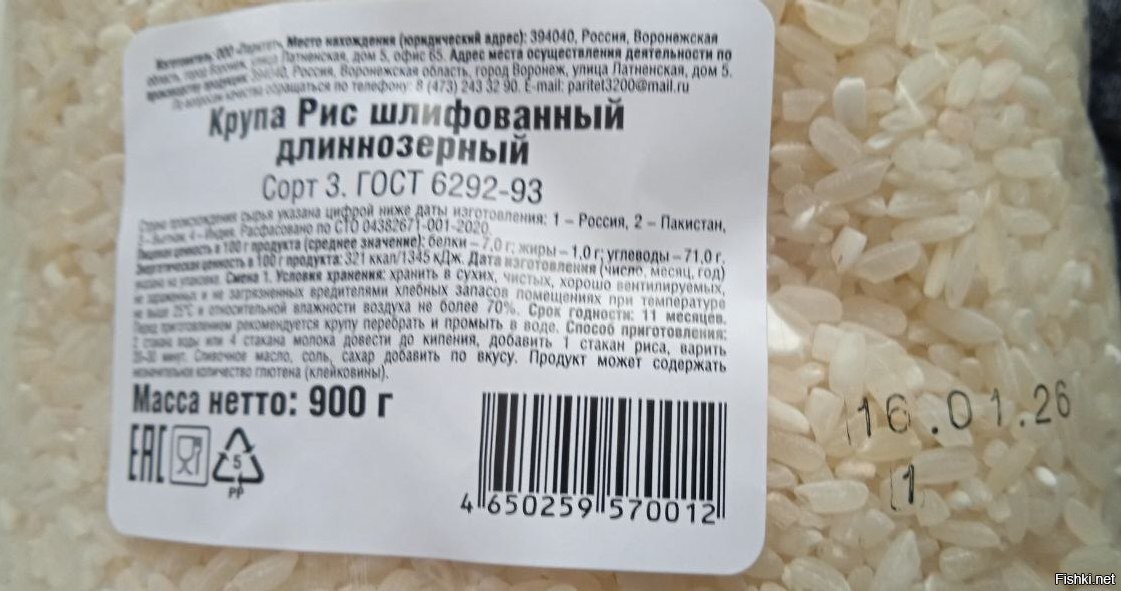 Изготовитель: ООО «Паритет». Место нахождения (юридический адрес): 394040, Россия, Воронежская
область, город Воронеж, улица Латненская, дом 5, офис 65. Адрес места осуществления деятельности по
производству продукции: 394040, Россия, Воронежская область, город Воронеж, улица Латненская, дом 5.
По вопросам качества обращаться по телефону: 8 (473) 243 32 90. E-mail: paritet3200@mail.ru
Крупа Рис шлифованный
длиннозерный
Сорт 3. ГОСТ 6292-93
Страна происхождения сырья указана цифрой ниже даты изготовления: 1 – Россия, 2 – Пакистан,
3 – Вьетнам, 4 – Индия. Расфасовано по СТО 04382671-001-2020.
Пищевая ценность в 100 г продукта (среднее значение): белки – 7,0 г; жиры – 1,0 г; углеводы – 71,0 г.
Энергетическая ценность в 100 г продукта: 321 ккал/1345 кДж. Дата изготовления (число, месяц, год)
указана на упаковке. Смена 1. Условия хранения: хранить в сухих, чистых, хорошо вентилируемых,
не зараженных и не загрязненных вредителями хлебных запасов помещениях при температуре
не выше 25°С и относительной влажности воздуха не более 70%. Срок годности: 11 месяцев.
Перед приготовлением рекомендуется крупу перебрать и промыть в воде. Способ приготовления:
2 стакана воды или 4 стакана молока довести до кипения, добавить 1 стакан риса, варить
20–30 минут. Сливочное масло, соль, сахар добавить по вкусу. Продукт может содержать
незначительное количество глютена (клейковины).
Масса нетто: 900 г
EAC
5
PP
4 650259 570012
16.01.26
1
Fishki.net